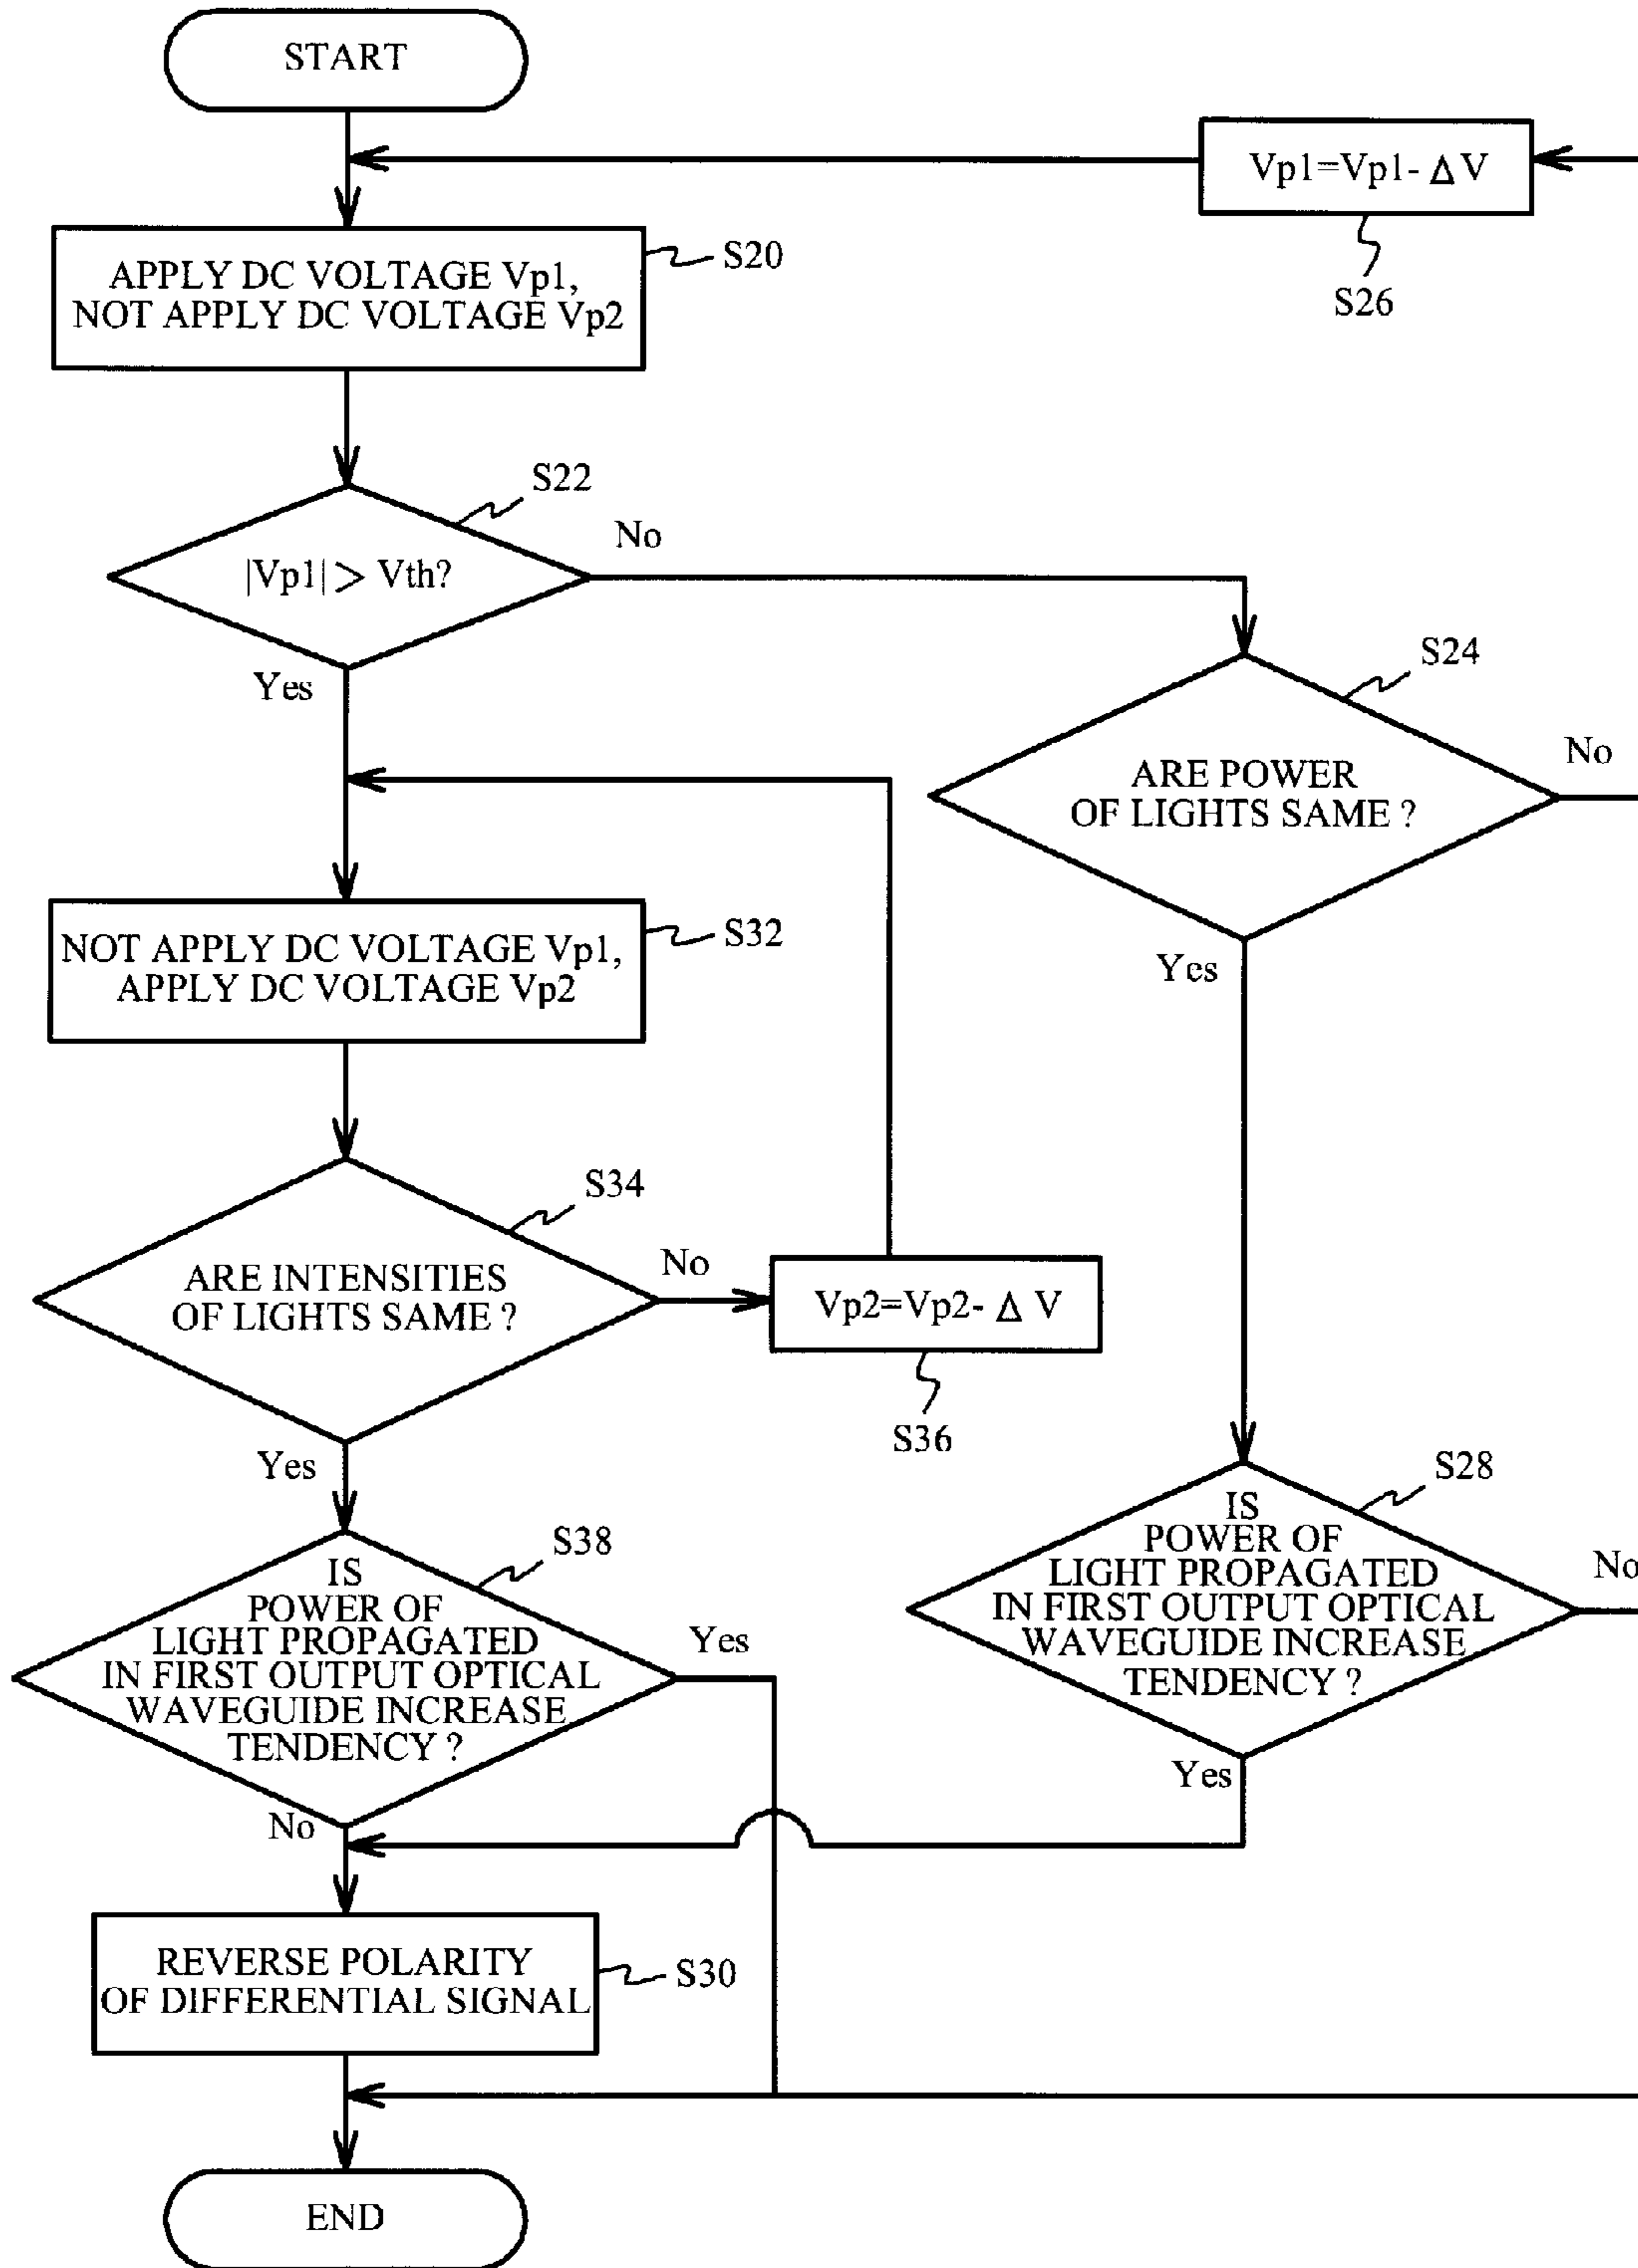 START
Vp1=Vp1- Δ V
S26
APPLY DC VOLTAGE Vp1,
NOT APPLY DC VOLTAGE Vp2
S20
|Vp1| > Vth?
S22
No
Yes
ARE POWER
OF LIGHTS SAME ?
S24
No
Yes
NOT APPLY DC VOLTAGE Vp1,
APPLY DC VOLTAGE Vp2
S32
ARE INTENSITIES
OF LIGHTS SAME ?
S34
No
Yes
Vp2=Vp2- Δ V
S36
IS
POWER OF
LIGHT PROPAGATED
IN FIRST OUTPUT OPTICAL
WAVEGUIDE INCREASE
TENDENCY ?
S28
No
Yes
IS
POWER OF
LIGHT PROPAGATED
IN FIRST OUTPUT OPTICAL
WAVEGUIDE INCREASE
TENDENCY ?
S38
Yes
No
REVERSE POLARITY
OF DIFFERENTIAL SIGNAL
S30
END